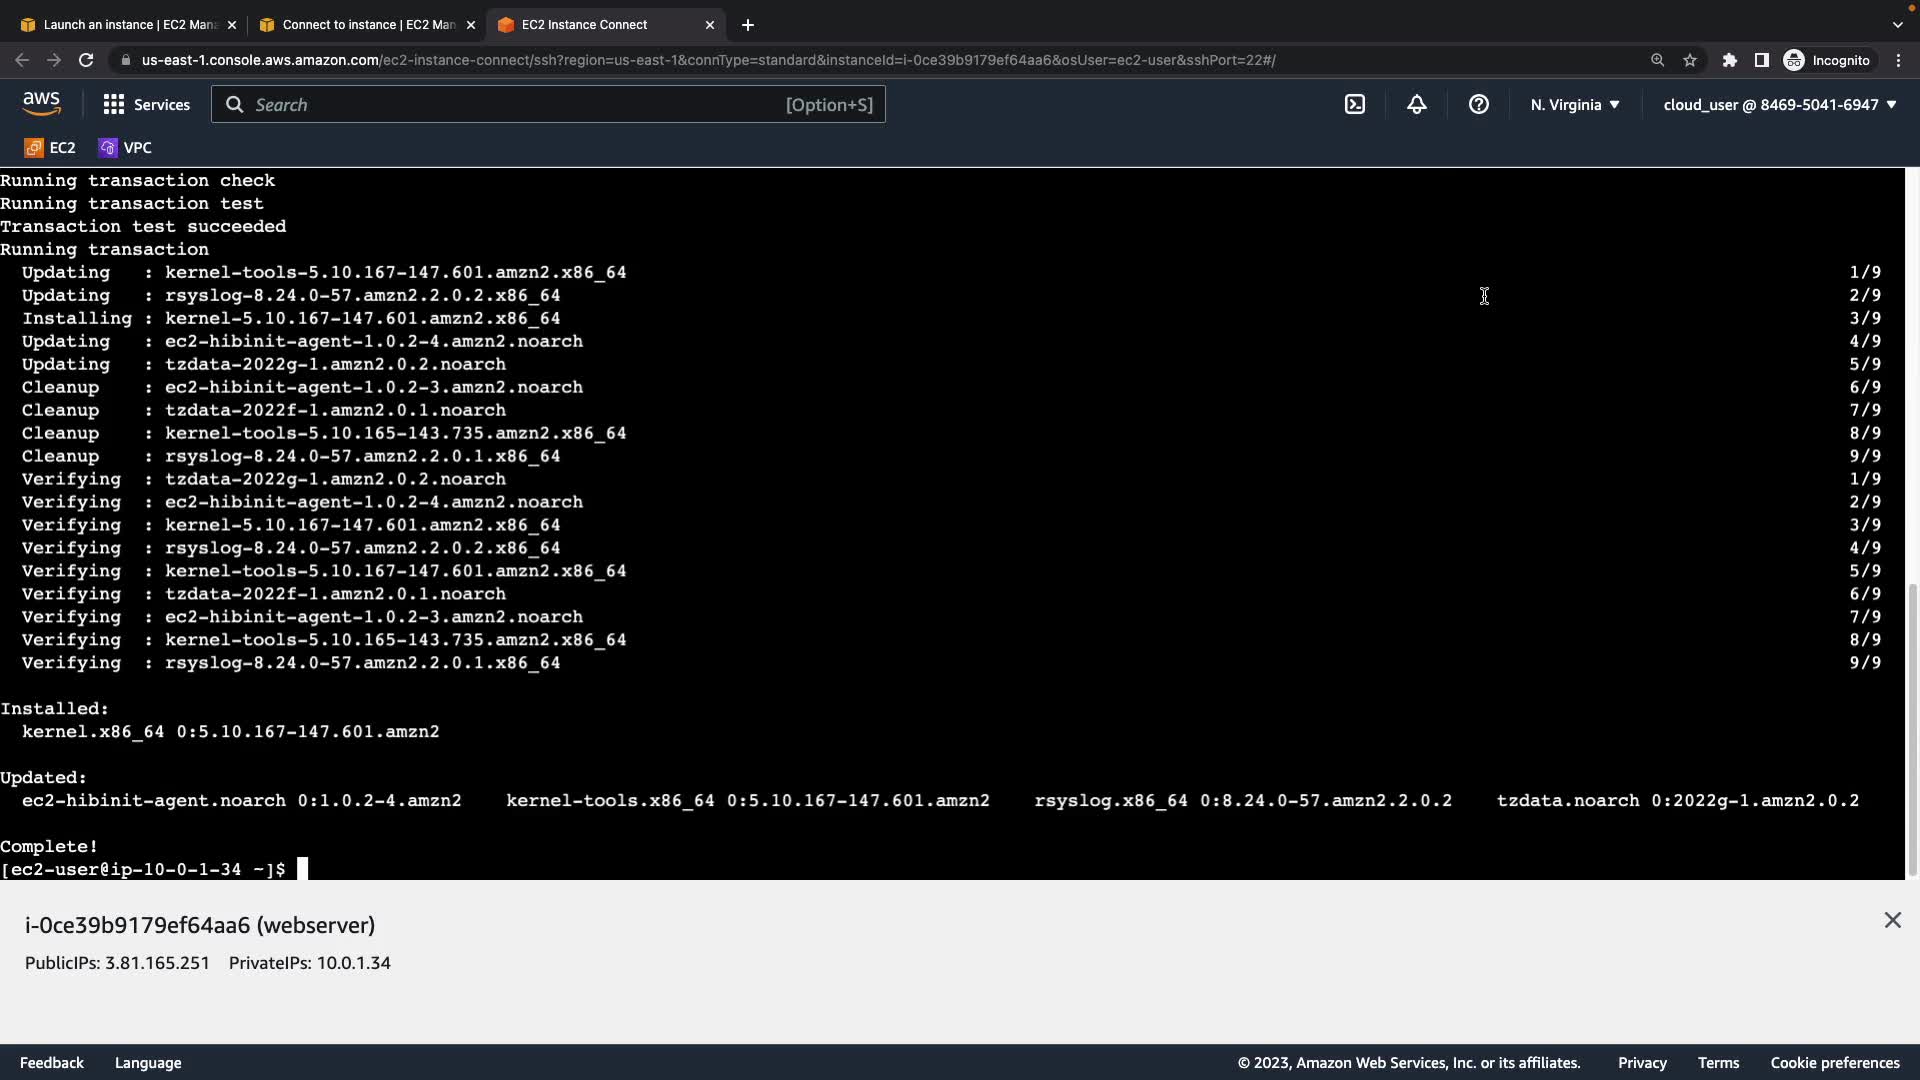 Launch an instance | EC2 Mana
Connect to instance | EC2 Man
EC2 Instance Connect
us-east-1.console.aws.amazon.com/ec2-instance-connect/ssh?region=us-east-1&connType=standard&instanceId=i-0ce39b9179ef64aa6&osUser=ec2-user&sshPort=22#/
Incognito
aws
Services
Search
[Option+S]
N. Virginia
cloud_user @ 8469-5041-6947
EC2
VPC
Running transaction check
Running transaction test
Transaction test succeeded
Running transaction
Updating : kernel-tools-5.10.167-147.601.amzn2.x86_64 1/9
Updating : rsyslog-8.24.0-57.amzn2.2.0.2.x86_64 2/9
Installing : kernel-5.10.167-147.601.amzn2.x86_64 3/9
Updating : ec2-hibinit-agent-1.0.2-4.amzn2.noarch 4/9
Updating : tzdata-2022g-1.amzn2.0.2.noarch 5/9
Cleanup : ec2-hibinit-agent-1.0.2-3.amzn2.noarch 6/9
Cleanup : tzdata-2022f-1.amzn2.0.1.noarch 7/9
Cleanup : kernel-tools-5.10.165-143.735.amzn2.x86_64 8/9
Cleanup : rsyslog-8.24.0-57.amzn2.2.0.1.x86_64 9/9
Verifying : tzdata-2022g-1.amzn2.0.2.noarch 1/9
Verifying : ec2-hibinit-agent-1.0.2-4.amzn2.noarch 2/9
Verifying : kernel-5.10.167-147.601.amzn2.x86_64 3/9
Verifying : rsyslog-8.24.0-57.amzn2.2.0.2.x86_64 4/9
Verifying : kernel-tools-5.10.167-147.601.amzn2.x86_64 5/9
Verifying : tzdata-2022f-1.amzn2.0.1.noarch 6/9
Verifying : ec2-hibinit-agent-1.0.2-3.amzn2.noarch 7/9
Verifying : kernel-tools-5.10.165-143.735.amzn2.x86_64 8/9
Verifying : rsyslog-8.24.0-57.amzn2.2.0.1.x86_64 9/9
Installed:
kernel.x86_64 0:5.10.167-147.601.amzn2
Updated:
ec2-hibinit-agent.noarch 0:1.0.2-4.amzn2 kernel-tools.x86_64 0:5.10.167-147.601.amzn2 rsyslog.x86_64 0:8.24.0-57.amzn2.2.0.2 tzdata.noarch 0:2022g-1.amzn2.0.2
Complete!
[ec2-user@ip-10-0-1-34 ~]$
i-0ce39b9179ef64aa6 (webserver)
PublicIPs: 3.81.165.251 PrivateIPs: 10.0.1.34
Feedback
Language
© 2023, Amazon Web Services, Inc. or its affiliates.
Privacy
Terms
Cookie preferences